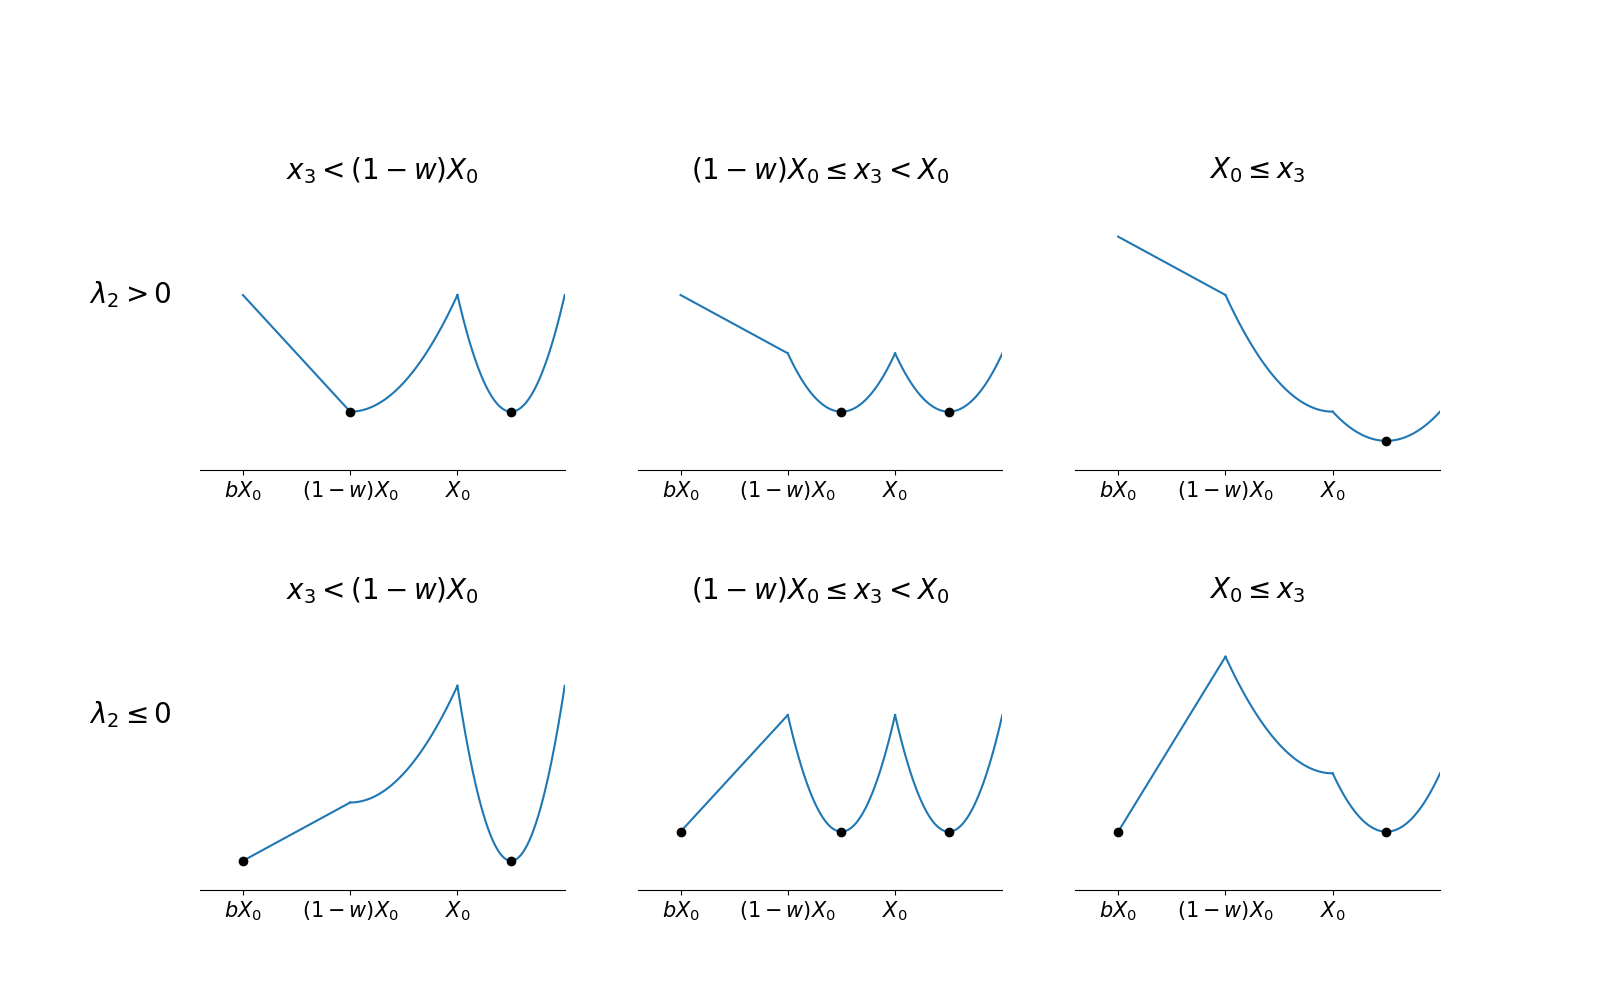 x₃ < (1 − w)X₀
(1 − w)X₀ ≤ x₃ < X₀
X₀ ≤ x₃
λ₂ > 0
bX₀ (1 − w)X₀ X₀
bX₀ (1 − w)X₀ X₀
bX₀ (1 − w)X₀ X₀
x₃ < (1 − w)X₀
(1 − w)X₀ ≤ x₃ < X₀
X₀ ≤ x₃
λ₂ ≤ 0
bX₀ (1 − w)X₀ X₀
bX₀ (1 − w)X₀ X₀
bX₀ (1 − w)X₀ X₀